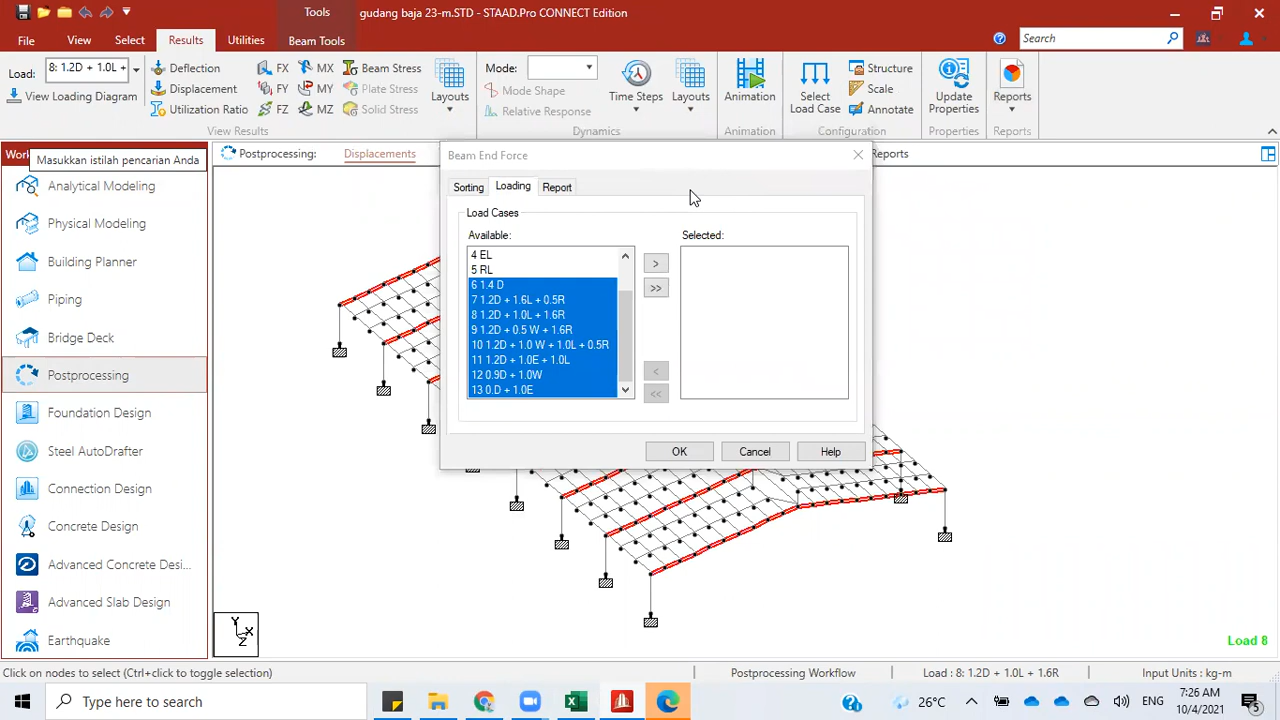 Tools
gudang baja 23-m.STD - STAAD.Pro CONNECT Edition
File
View
Select
Results
Utilities
Beam Tools
Search
Load:
8: 1.2D + 1.0L +
View Loading Diagram
Deflection
Displacement
Utilization Ratio
FX
FY
FZ
MX
MY
MZ
Beam Stress
Plate Stress
Solid Stress
Layouts
View Results
Mode:
Mode Shape
Relative Response
Time Steps
Layouts
Dynamics
Animation
Animation
Select Load Case
Structure
Scale
Annotate
Configuration
Update Properties
Properties
Reports
Reports
Masukkan istilah pencarian Anda
Analytical Modeling
Physical Modeling
Building Planner
Piping
Bridge Deck
Postprocessing
Foundation Design
Steel AutoDrafter
Connection Design
Concrete Design
Advanced Concrete Desi...
Advanced Slab Design
Earthquake
Postprocessing:
Displacements
Reports
Beam End Force
Sorting
Loading
Report
Load Cases
Available:
Selected:
4 EL
5 RL
6 1.4 D
7 1.2D + 1.6L + 0.5R
8 1.2D + 1.0L + 1.6R
9 1.2D + 0.5 W + 1.6R
10 1.2D + 1.0 W + 1.0L + 0.5R
11 1.2D + 1.0E + 1.0L
12 0.9D + 1.0W
13 0.D + 1.0E
>
>>
<
<<
OK
Cancel
Help
Y
X
Z
Load 8
Click on nodes to select (Ctrl+click to toggle selection)
Postprocessing Workflow
Load : 8: 1.2D + 1.0L + 1.6R
Input Units : kg-m
Type here to search
26°C
ENG
7:26 AM
10/4/2021
5